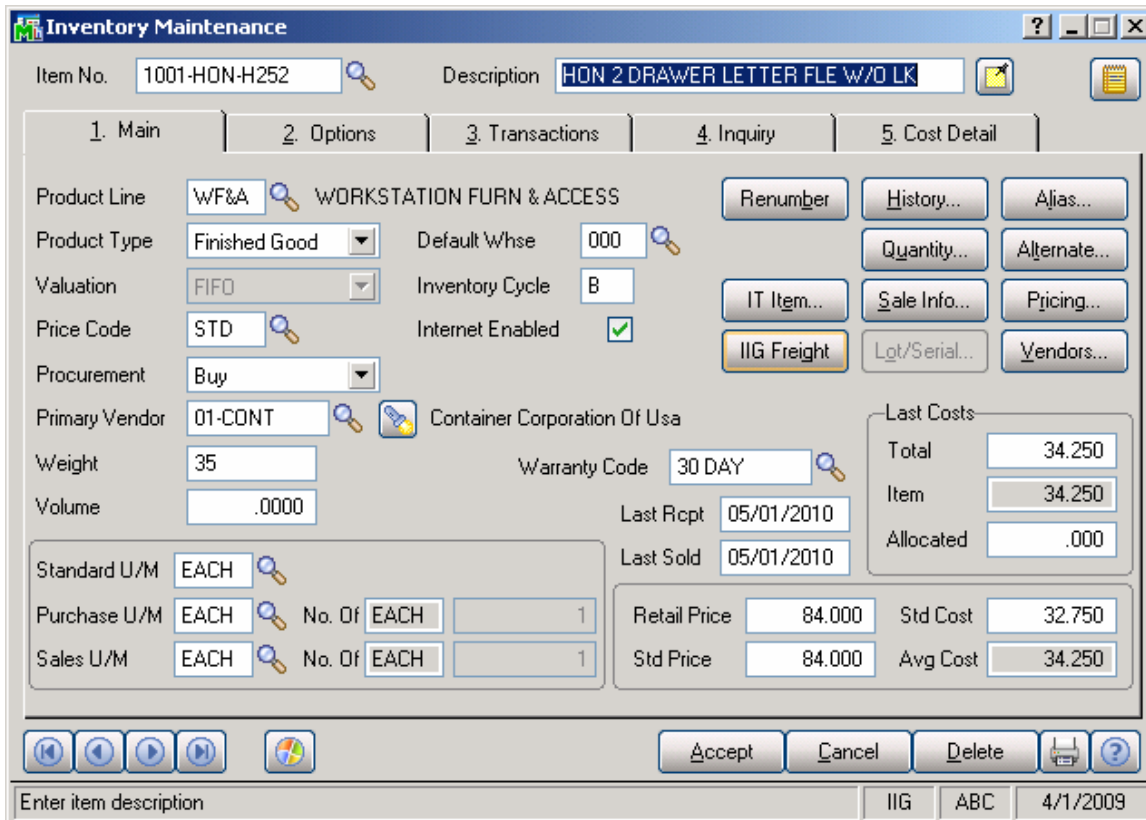 Inventory Maintenance
Item No. 1001-HON-H252 Description HON 2 DRAWER LETTER FLE W/O LK
1. Main 2. Options 3. Transactions 4. Inquiry 5. Cost Detail
Product Line WF&A WORKSTATION FURN & ACCESS Renumber History... Alias...
Product Type Finished Good Default Whse 000 Quantity... Alternate...
Valuation FIFO Inventory Cycle B IT Item... Sale Info... Pricing...
Price Code STD Internet Enabled IIG Freight Lot/Serial... Vendors...
Procurement Buy
Primary Vendor 01-CONT Container Corporation Of Usa Last Costs
Weight 35 Warranty Code 30 DAY Total 34.250
Volume .0000 Last Rcpt 05/01/2010 Item 34.250
Last Sold 05/01/2010 Allocated .000
Standard U/M EACH
Purchase U/M EACH No. Of EACH 1 Retail Price 84.000 Std Cost 32.750
Sales U/M EACH No. Of EACH 1 Std Price 84.000 Avg Cost 34.250
Accept Cancel Delete
Enter item description IIG ABC 4/1/2009